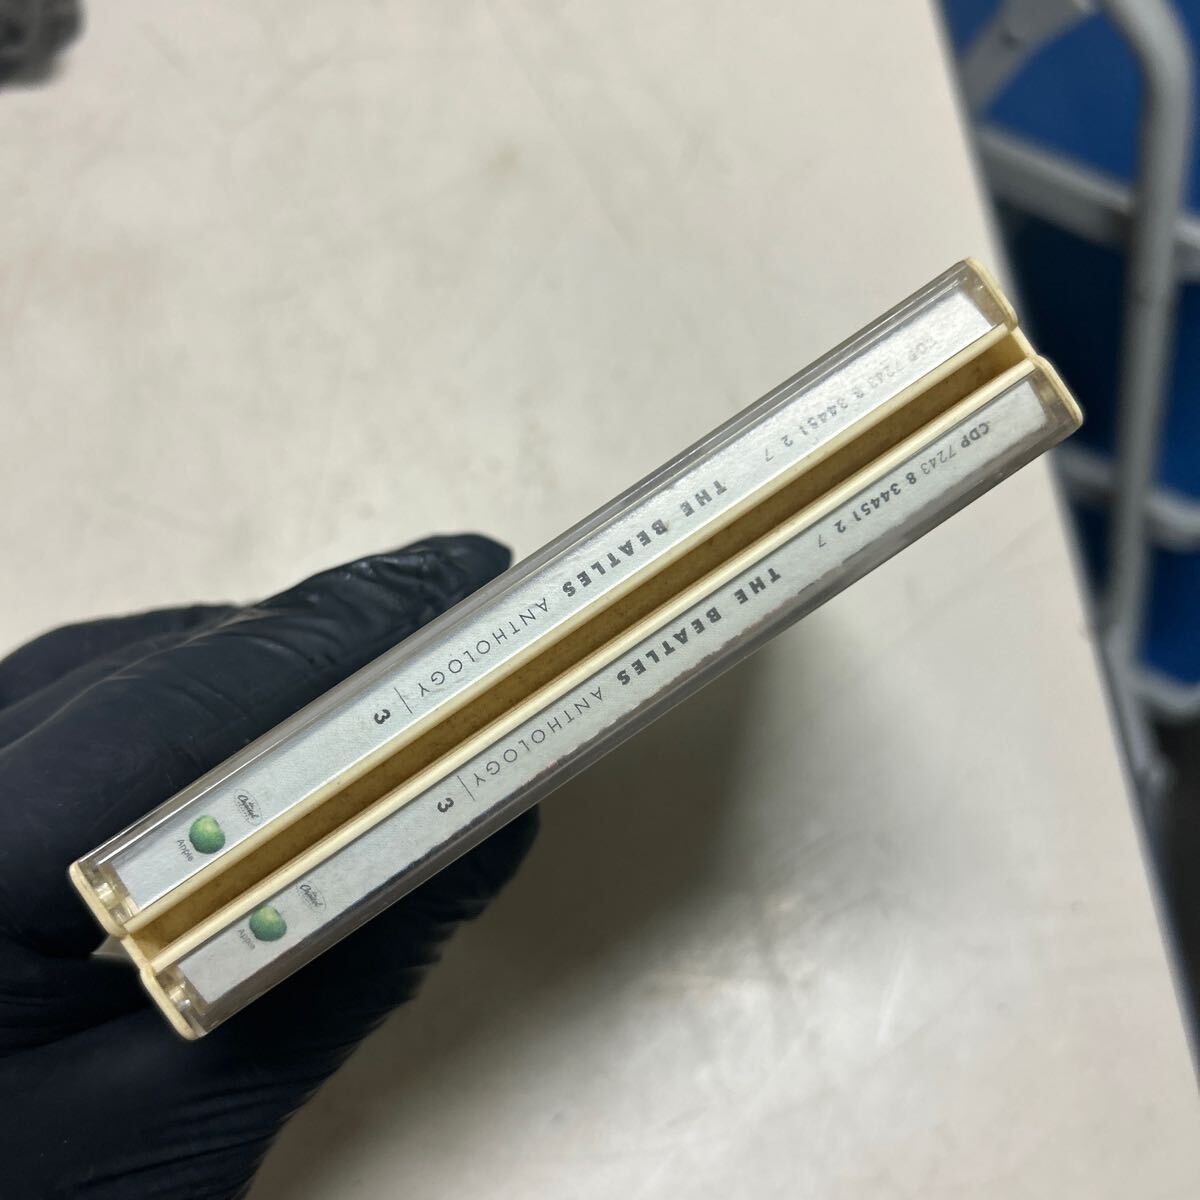 CDP 7243 8 34451 2 7
THE BEATLES ANTHOLOGY | 3
Capitol
Apple
CDP 7243 8 34451 2 7
THE BEATLES ANTHOLOGY | 3
Capitol
Apple